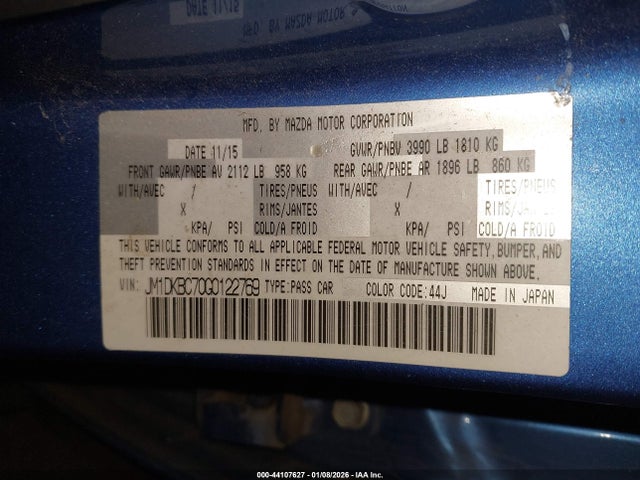 MFD. BY MAZDA MOTOR CORPORATION
DATE 11/15 GVWR/PNBV 3990 LB 1810 KG
FRONT GAWR/PNBE AV 2112 LB 958 KG REAR GAWR/PNBE AR 1896 LB 860 KG
WITH/AVEC / TIRES/PNEUS WITH/AVEC / TIRES/PNEUS
X RIMS/JANTES X RIMS/
KPA/ PSI COLD/A FROID KPA/ PSI COLD/A FROID
THIS VEHICLE CONFORMS TO ALL APPLICABLE FEDERAL MOTOR VEHICLE SAFETY, BUMPER, AND
THEFT PREVENTION STANDARDS IN EFFECT ON THE DATE OF MANUFACTURE SHOWN ABOVE.
VIN: JM1DKBC70G0122769 TYPE:PASS CAR COLOR CODE:44J MADE IN JAPAN
000-44107627 - 01/08/2026 - IAA Inc.